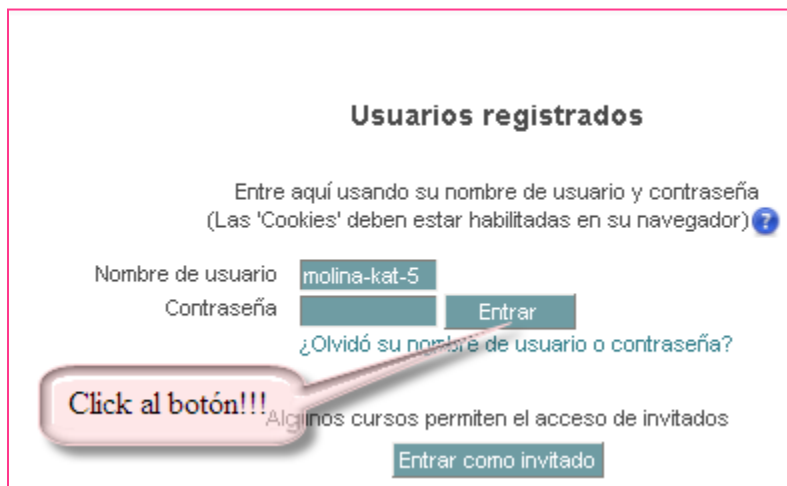 Usuarios registrados
Entre aquí usando su nombre de usuario y contraseña
(Las 'Cookies' deben estar habilitadas en su navegador) ?
Nombre de usuario molina-kat-5
Contraseña Entrar
¿Olvidó su nombre de usuario o contraseña?
Click al botón!!!
Algunos cursos permiten el acceso de invitados
Entrar como invitado